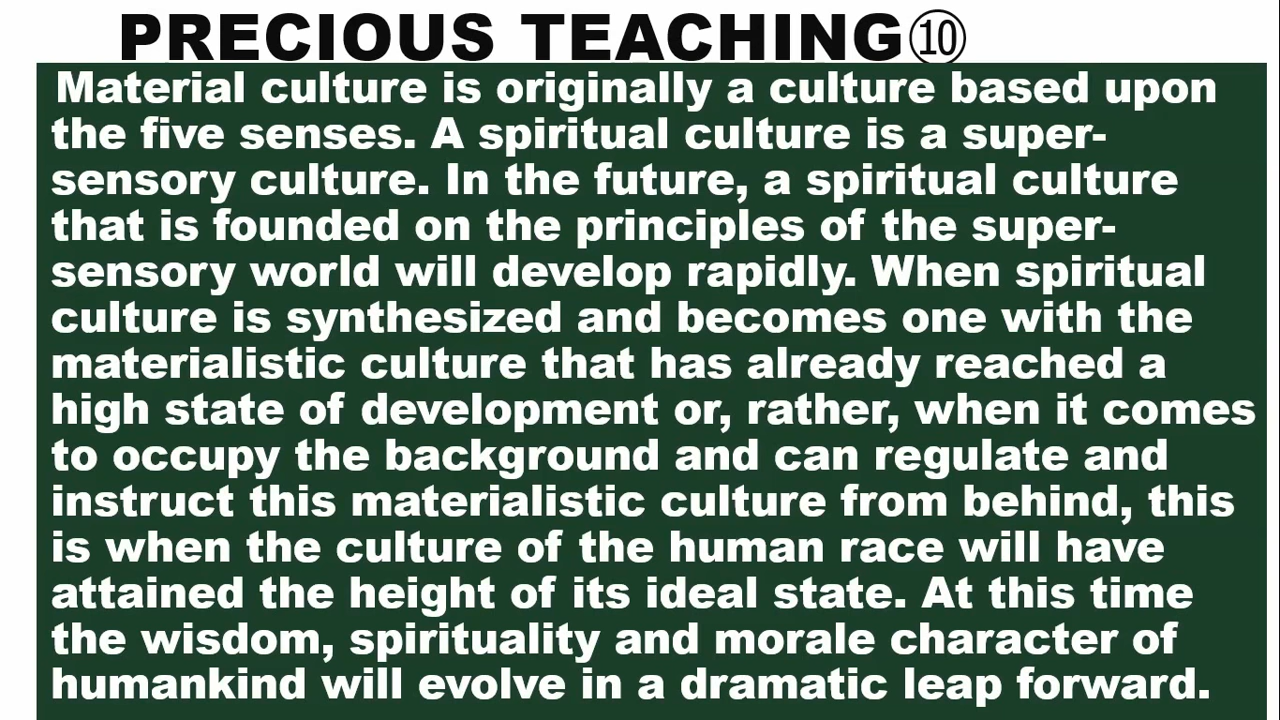 PRECIOUS TEACHING⑩
Material culture is originally a culture based upon
the five senses. A spiritual culture is a super-
sensory culture. In the future, a spiritual culture
that is founded on the principles of the super-
sensory world will develop rapidly. When spiritual
culture is synthesized and becomes one with the
materialistic culture that has already reached a
high state of development or, rather, when it comes
to occupy the background and can regulate and
instruct this materialistic culture from behind, this
is when the culture of the human race will have
attained the height of its ideal state. At this time
the wisdom, spirituality and morale character of
humankind will evolve in a dramatic leap forward.